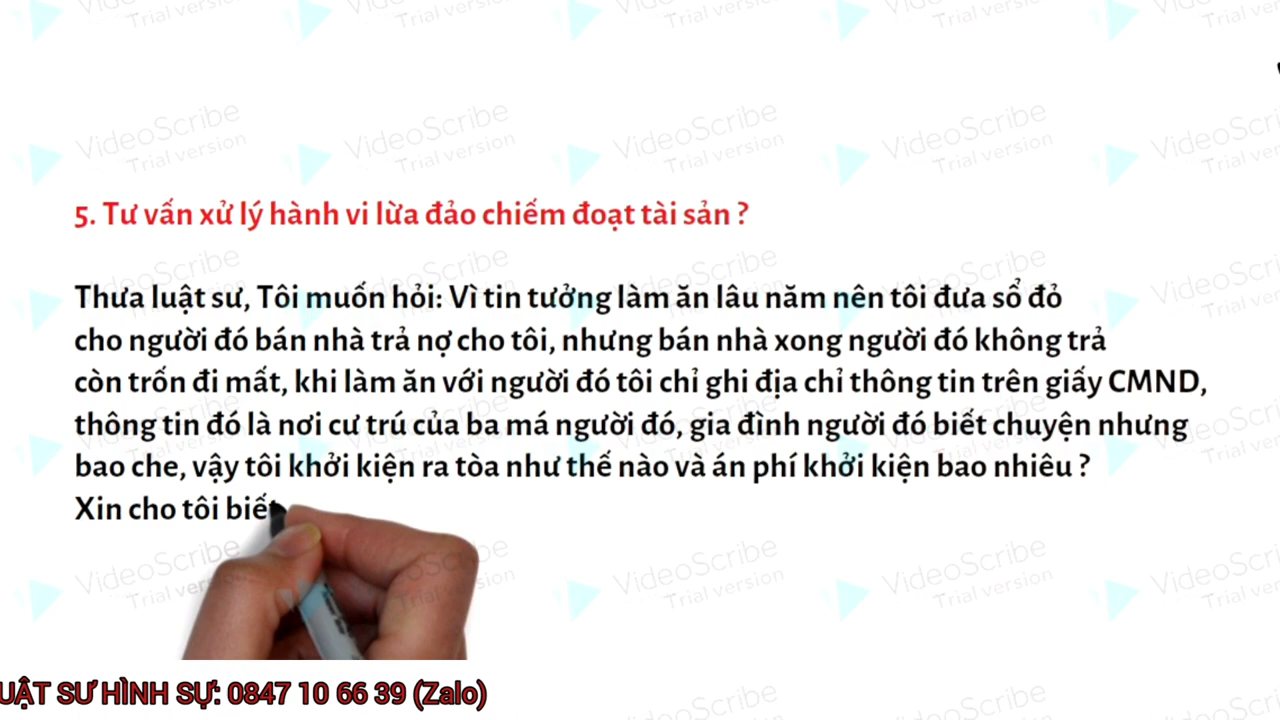 VideoScribe
Trial version
5. Tư vấn xử lý hành vi lừa đảo chiếm đoạt tài sản ?
Thưa luật sư, Tôi muốn hỏi: Vì tin tưởng làm ăn lâu năm nên tôi đưa sổ đỏ
cho người đó bán nhà trả nợ cho tôi, nhưng bán nhà xong người đó không trả
còn trốn đi mất, khi làm ăn với người đó tôi chỉ ghi địa chỉ thông tin trên giấy CMND,
thông tin đó là nơi cư trú của ba má người đó, gia đình người đó biết chuyện nhưng
bao che, vậy tôi khởi kiện ra tòa như thế nào và án phí khởi kiện bao nhiêu ?
Xin cho tôi biết
UẬT SƯ HÌNH SỰ: 0847 10 66 39 (Zalo)